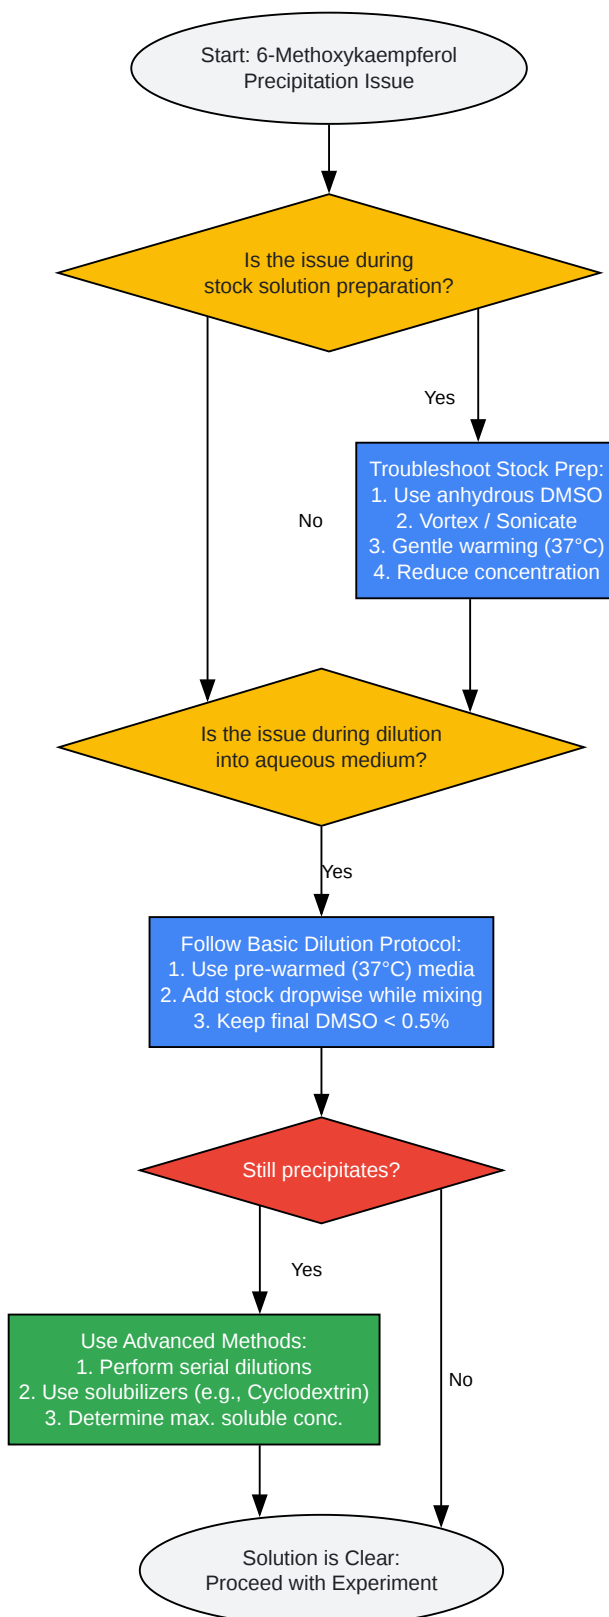 Start: 6-Methoxykaempferol
Precipitation Issue
Is the issue during
stock solution preparation?
Yes
Troubleshoot Stock Prep:
1. Use anhydrous DMSO
2. Vortex / Sonicate
3. Gentle warming (37°C)
4. Reduce concentration
No
Is the issue during dilution
into aqueous medium?
Yes
Follow Basic Dilution Protocol:
1. Use pre-warmed (37°C) media
2. Add stock dropwise while mixing
3. Keep final DMSO < 0.5%
Still precipitates?
Yes
Use Advanced Methods:
1. Perform serial dilutions
2. Use solubilizers (e.g., Cyclodextrin)
3. Determine max. soluble conc.
No
Solution is Clear:
Proceed with Experiment